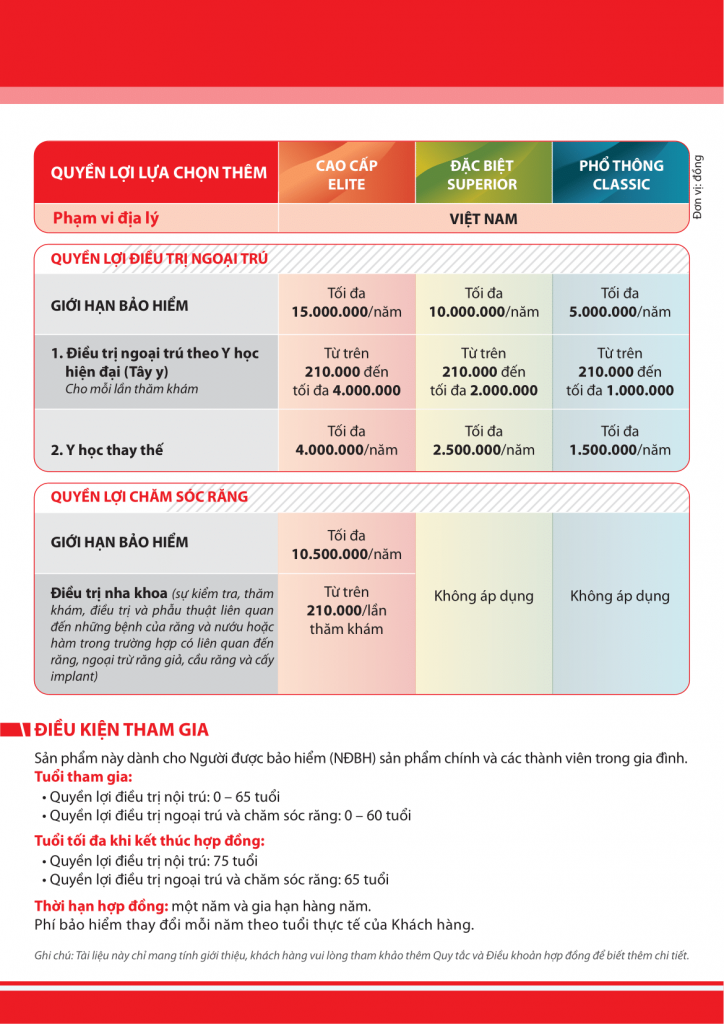 QUYỀN LỢI LỰA CHỌN THÊM
CAO CẤP
ELITE
ĐẶC BIỆT
SUPERIOR
PHỔ THÔNG
CLASSIC
Đơn vị: đồng
Phạm vi địa lý
VIỆT NAM
QUYỀN LỢI ĐIỀU TRỊ NGOẠI TRÚ
GIỚI HẠN BẢO HIỂM
Tối đa
15.000.000/năm
Tối đa
10.000.000/năm
Tối đa
5.000.000/năm
1. Điều trị ngoại trú theo Y học
hiện đại (Tây y)
Cho mỗi lần thăm khám
Từ trên
210.000 đến
tối đa 4.000.000
Từ trên
210.000 đến
tối đa 2.000.000
Từ trên
210.000 đến
tối đa 1.000.000
2. Y học thay thế
Tối đa
4.000.000/năm
Tối đa
2.500.000/năm
Tối đa
1.500.000/năm
QUYỀN LỢI CHĂM SÓC RĂNG
GIỚI HẠN BẢO HIỂM
Tối đa
10.500.000/năm
Điều trị nha khoa (sự kiểm tra, thăm
khám, điều trị và phẫu thuật liên quan
đến những bệnh của răng và nướu hoặc
hàm trong trường hợp có liên quan đến
răng, ngoại trừ răng giả, cầu răng và cấy
implant)
Từ trên
210.000/lần
thăm khám
Không áp dụng
Không áp dụng
ĐIỀU KIỆN THAM GIA
Sản phẩm này dành cho Người được bảo hiểm (NĐBH) sản phẩm chính và các thành viên trong gia đình.
Tuổi tham gia:
• Quyền lợi điều trị nội trú: 0 – 65 tuổi
• Quyền lợi điều trị ngoại trú và chăm sóc răng: 0 – 60 tuổi
Tuổi tối đa khi kết thúc hợp đồng:
• Quyền lợi điều trị nội trú: 75 tuổi
• Quyền lợi điều trị ngoại trú và chăm sóc răng: 65 tuổi
Thời hạn hợp đồng: một năm và gia hạn hàng năm.
Phí bảo hiểm thay đổi mỗi năm theo tuổi thực tế của Khách hàng.
Ghi chú: Tài liệu này chỉ mang tính giới thiệu, khách hàng vui lòng tham khảo thêm Quy tắc và Điều khoản hợp đồng để biết thêm chi tiết.